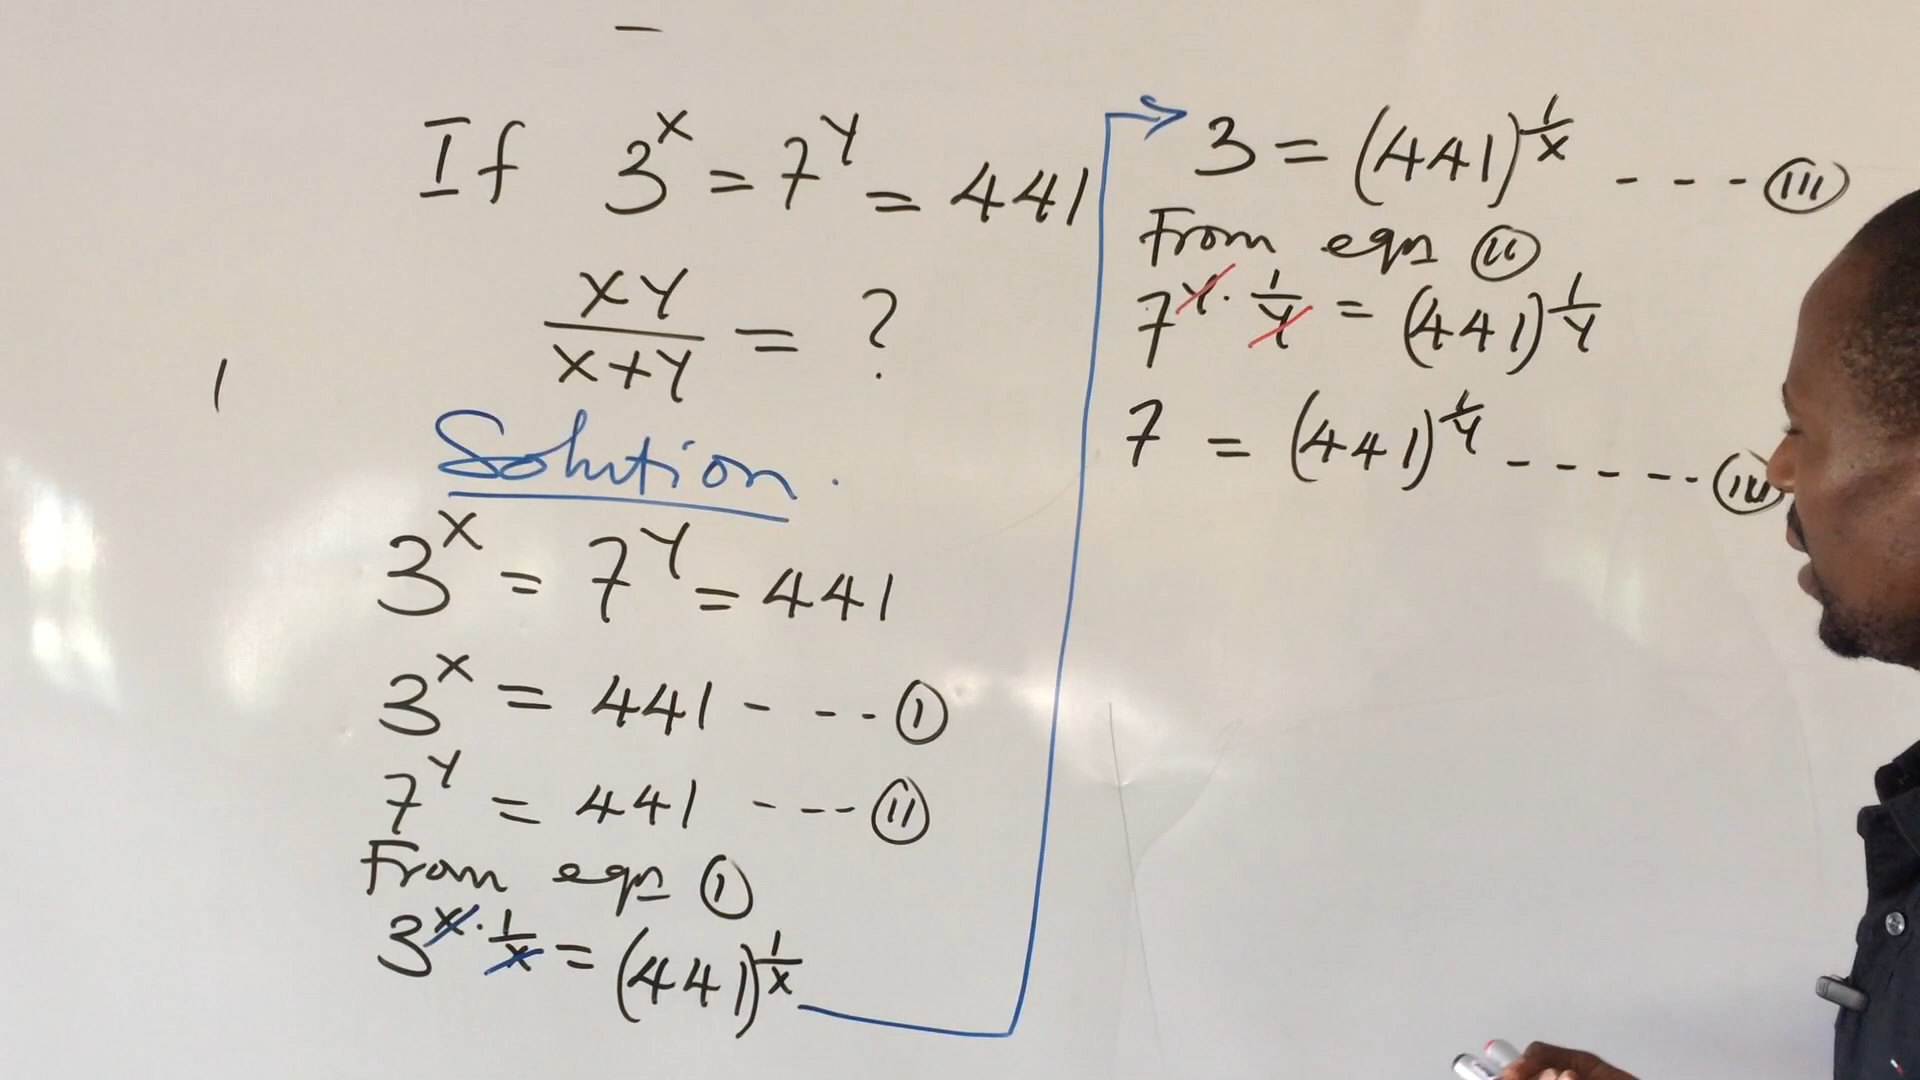 If 3^x = 7^y = 441
xy/(x+y) = ?
Solution.
3^x = 7^y = 441
3^x = 441 - - - - (i)
7^y = 441 - - - - (ii)
From eqn (i)
3^(x · 1/x) = (441)^(1/x)
3 = (441)^(1/x) - - - (iii)
From eqn (ii)
7^(y · 1/y) = (441)^(1/y)
7 = (441)^(1/y) - - - - - (iv)